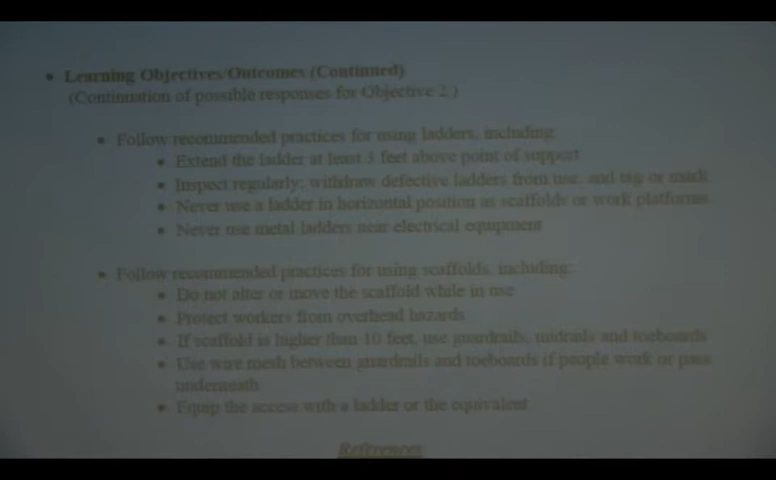 • Learning Objectives/Outcomes (Continued)
(Continuation of possible responses for Objective 2.)
• Follow recommended practices for using ladders, including:
• Extend the ladder at least 3 feet above point of support
• Inspect regularly; withdraw defective ladders from use, and tag or mark
• Never use a ladder in horizontal position as scaffolds or work platforms
• Never use metal ladders near electrical equipment
• Follow recommended practices for using scaffolds, including:
• Do not alter or move the scaffold while in use
• Protect workers from overhead hazards
• If scaffold is higher than 10 feet, use guardrails, midrails and toeboards
• Use wire mesh between guardrails and toeboards if people work or pass
underneath
• Equip the access with a ladder or the equivalent
References